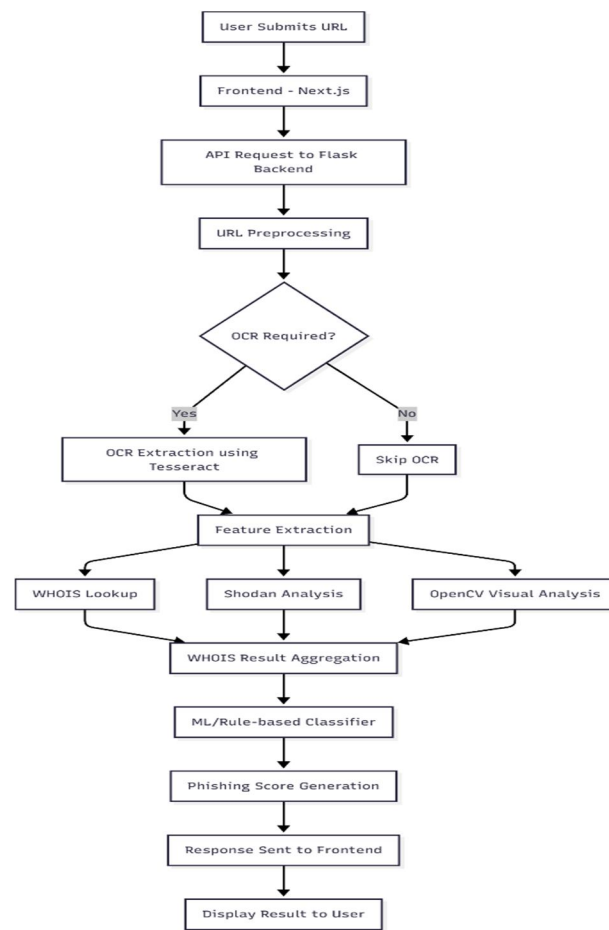 User Submits URL
Frontend - Next.js
API Request to Flask
Backend
URL Preprocessing
OCR Required?
Yes
No
OCR Extraction using
Tesseract
Skip OCR
Feature Extraction
WHOIS Lookup
Shodan Analysis
OpenCV Visual Analysis
WHOIS Result Aggregation
ML/Rule-based Classifier
Phishing Score Generation
Response Sent to Frontend
Display Result to User